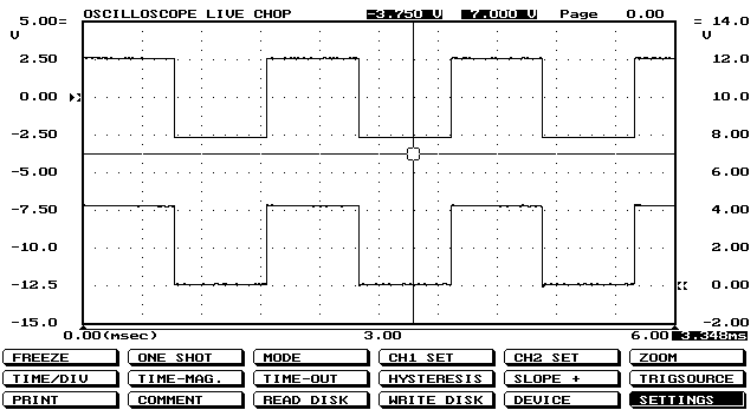 OSCILLOSCOPE LIVE CHOP -3.750 V 7.000 V Page 0.00
5.00= = 14.0
V V
2.50 12.0
0.00 10.0
-2.50 8.00
-5.00 6.00
-7.50 4.00
-10.0 2.00
-12.5 0.00
-15.0 -2.00
0.00(msec) 3.00 6.00 3.348ms
FREEZE ONE SHOT MODE CH1 SET CH2 SET ZOOM
TIME/DIV TIME-MAG. TIME-OUT HYSTERESIS SLOPE + TRIGSOURCE
PRINT COMMENT READ DISK WRITE DISK DEVICE SETTINGS